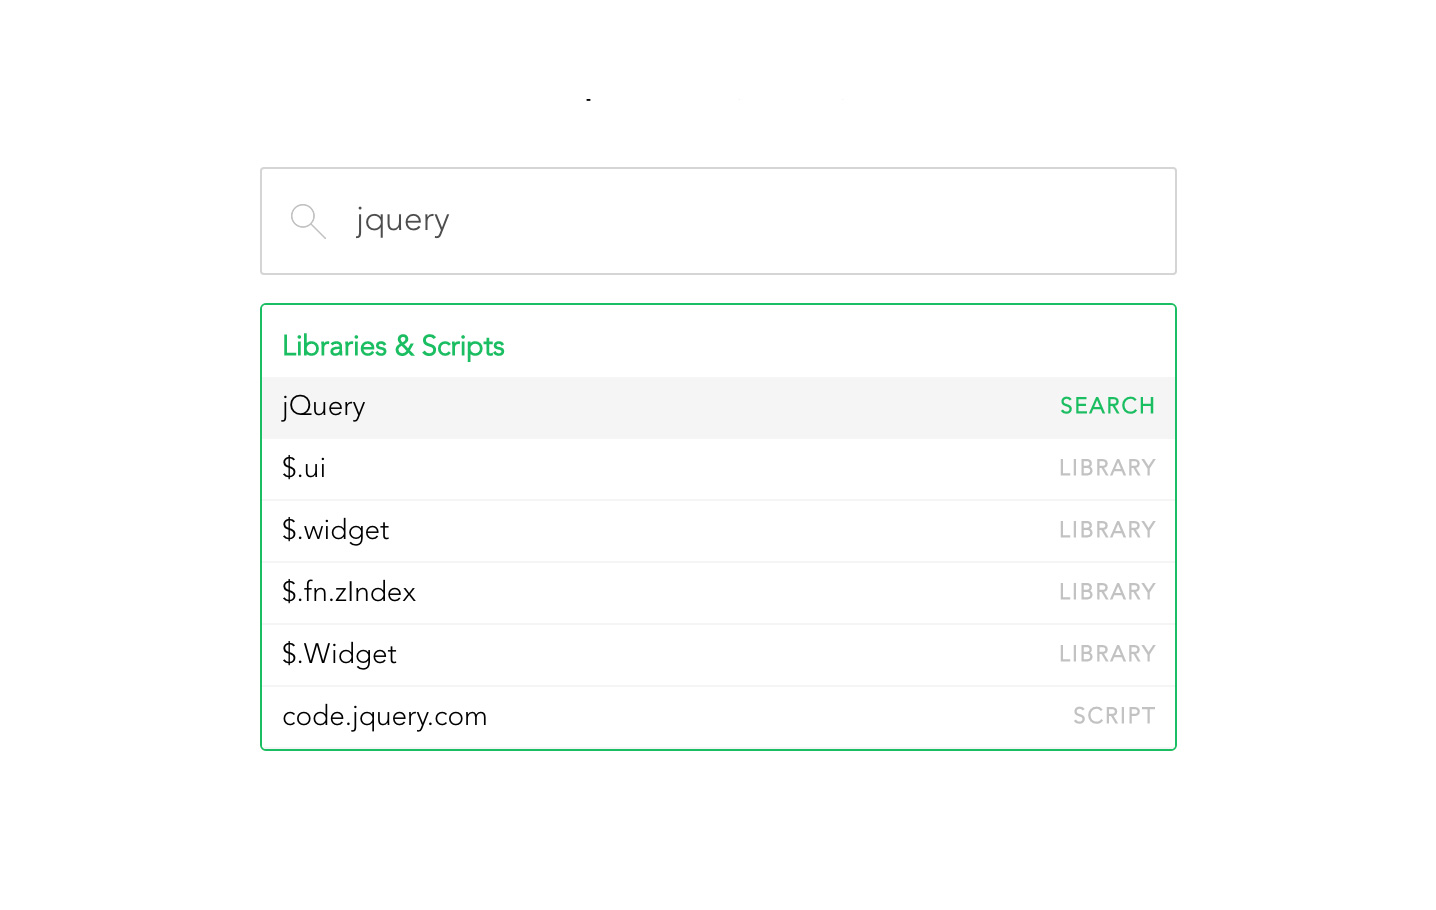 jquery
Libraries & Scripts
jQuery SEARCH
$.ui LIBRARY
$.widget LIBRARY
$.fn.zIndex LIBRARY
$.Widget LIBRARY
code.jquery.com SCRIPT